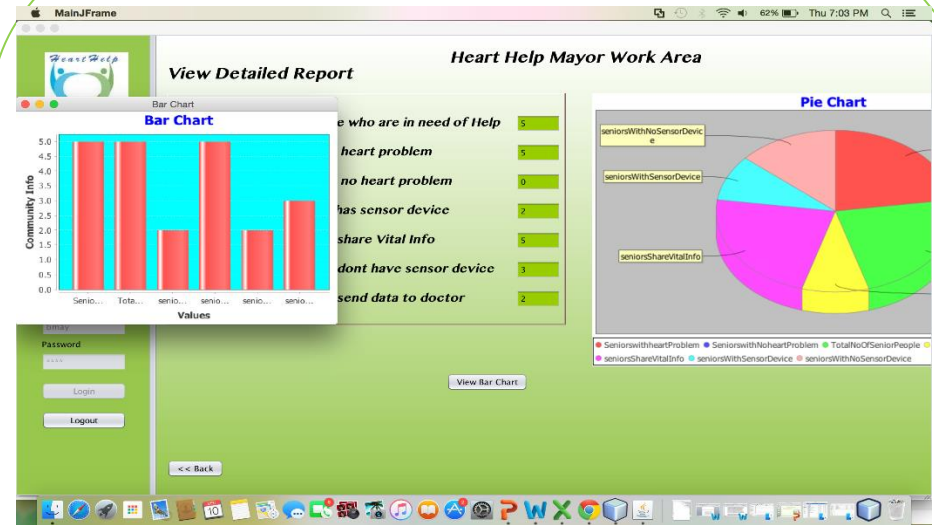 MainJFrame
62%
Thu 7:03 PM
HeartHelp
Heart Help Mayor Work Area
View Detailed Report
Bar Chart
Bar Chart
5.0
4.5
4.0
3.5
3.0
2.5
2.0
1.5
1.0
0.5
0.0
Community Info
Senio... Tota... senio... senio... senio... senio...
Values
who are in need of Help 5
heart problem 5
no heart problem 0
has sensor device 2
share Vital Info 5
dont have sensor device 3
send data to doctor 2
Pie Chart
seniorsWithNoSensorDevic
e
seniorsWithSensorDevice
seniorsShareVitalInfo
SeniorswithheartProblem SeniorswithNoheartProblem TotalNoOfSeniorPeople
seniorsShareVitalInfo seniorsWithSensorDevice seniorsWithNoSensorDevice
Password
****
Login
Logout
View Bar Chart
<< Back